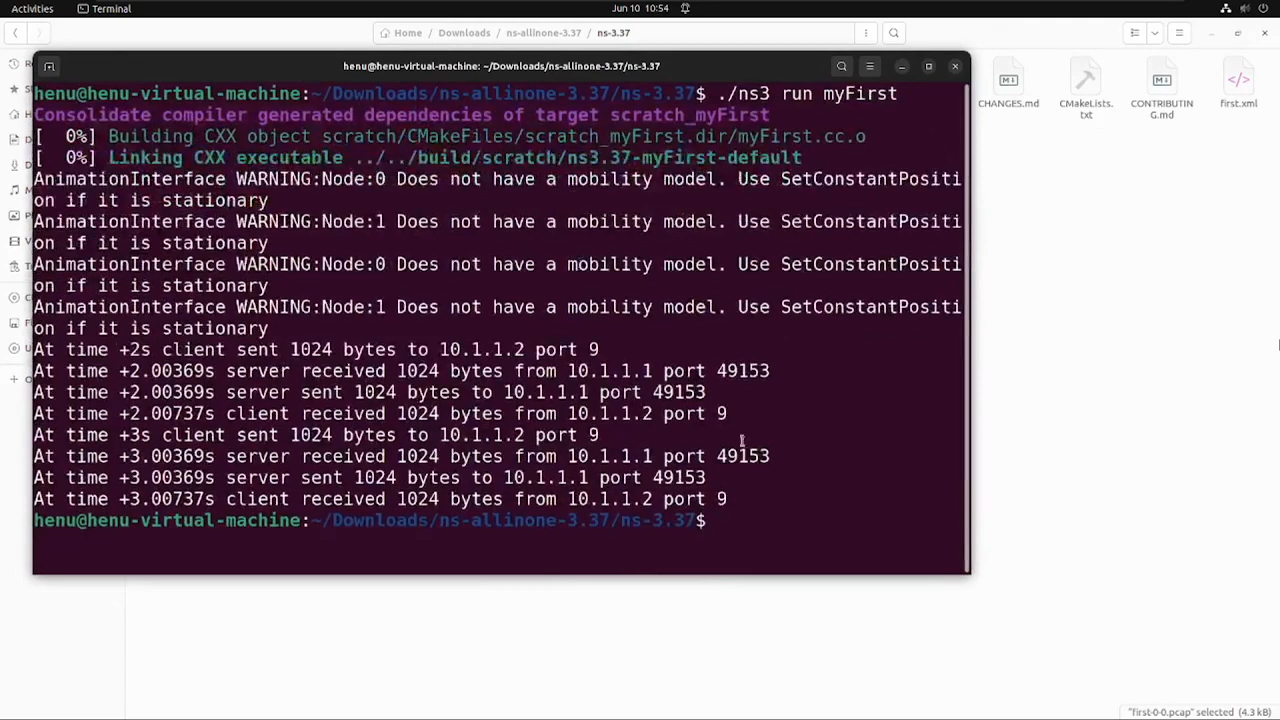 Activities
Terminal
Jun 10 10:54
Home
Downloads
ns-allinone-3.37
ns-3.37
henu@henu-virtual-machine: ~/Downloads/ns-allinone-3.37/ns-3.37
henu@henu-virtual-machine:~/Downloads/ns-allinone-3.37/ns-3.37$ ./ns3 run myFirst
Consolidate compiler generated dependencies of target scratch_myFirst
[  0%] Building CXX object scratch/CMakeFiles/scratch_myFirst.dir/myFirst.cc.o
[  0%] Linking CXX executable ../../build/scratch/ns3.37-myFirst-default
AnimationInterface WARNING:Node:0 Does not have a mobility model. Use SetConstantPositi
on if it is stationary
AnimationInterface WARNING:Node:1 Does not have a mobility model. Use SetConstantPositi
on if it is stationary
AnimationInterface WARNING:Node:0 Does not have a mobility model. Use SetConstantPositi
on if it is stationary
AnimationInterface WARNING:Node:1 Does not have a mobility model. Use SetConstantPositi
on if it is stationary
At time +2s client sent 1024 bytes to 10.1.1.2 port 9
At time +2.00369s server received 1024 bytes from 10.1.1.1 port 49153
At time +2.00369s server sent 1024 bytes to 10.1.1.1 port 49153
At time +2.00737s client received 1024 bytes from 10.1.1.2 port 9
At time +3s client sent 1024 bytes to 10.1.1.2 port 9
At time +3.00369s server received 1024 bytes from 10.1.1.1 port 49153
At time +3.00369s server sent 1024 bytes to 10.1.1.1 port 49153
At time +3.00737s client received 1024 bytes from 10.1.1.2 port 9
henu@henu-virtual-machine:~/Downloads/ns-allinone-3.37/ns-3.37$
CHANGES.md
CMakeLists.
txt
CONTRIBUTIN
G.md
first.xml
"first-0-0.pcap" selected (4.3 kB)